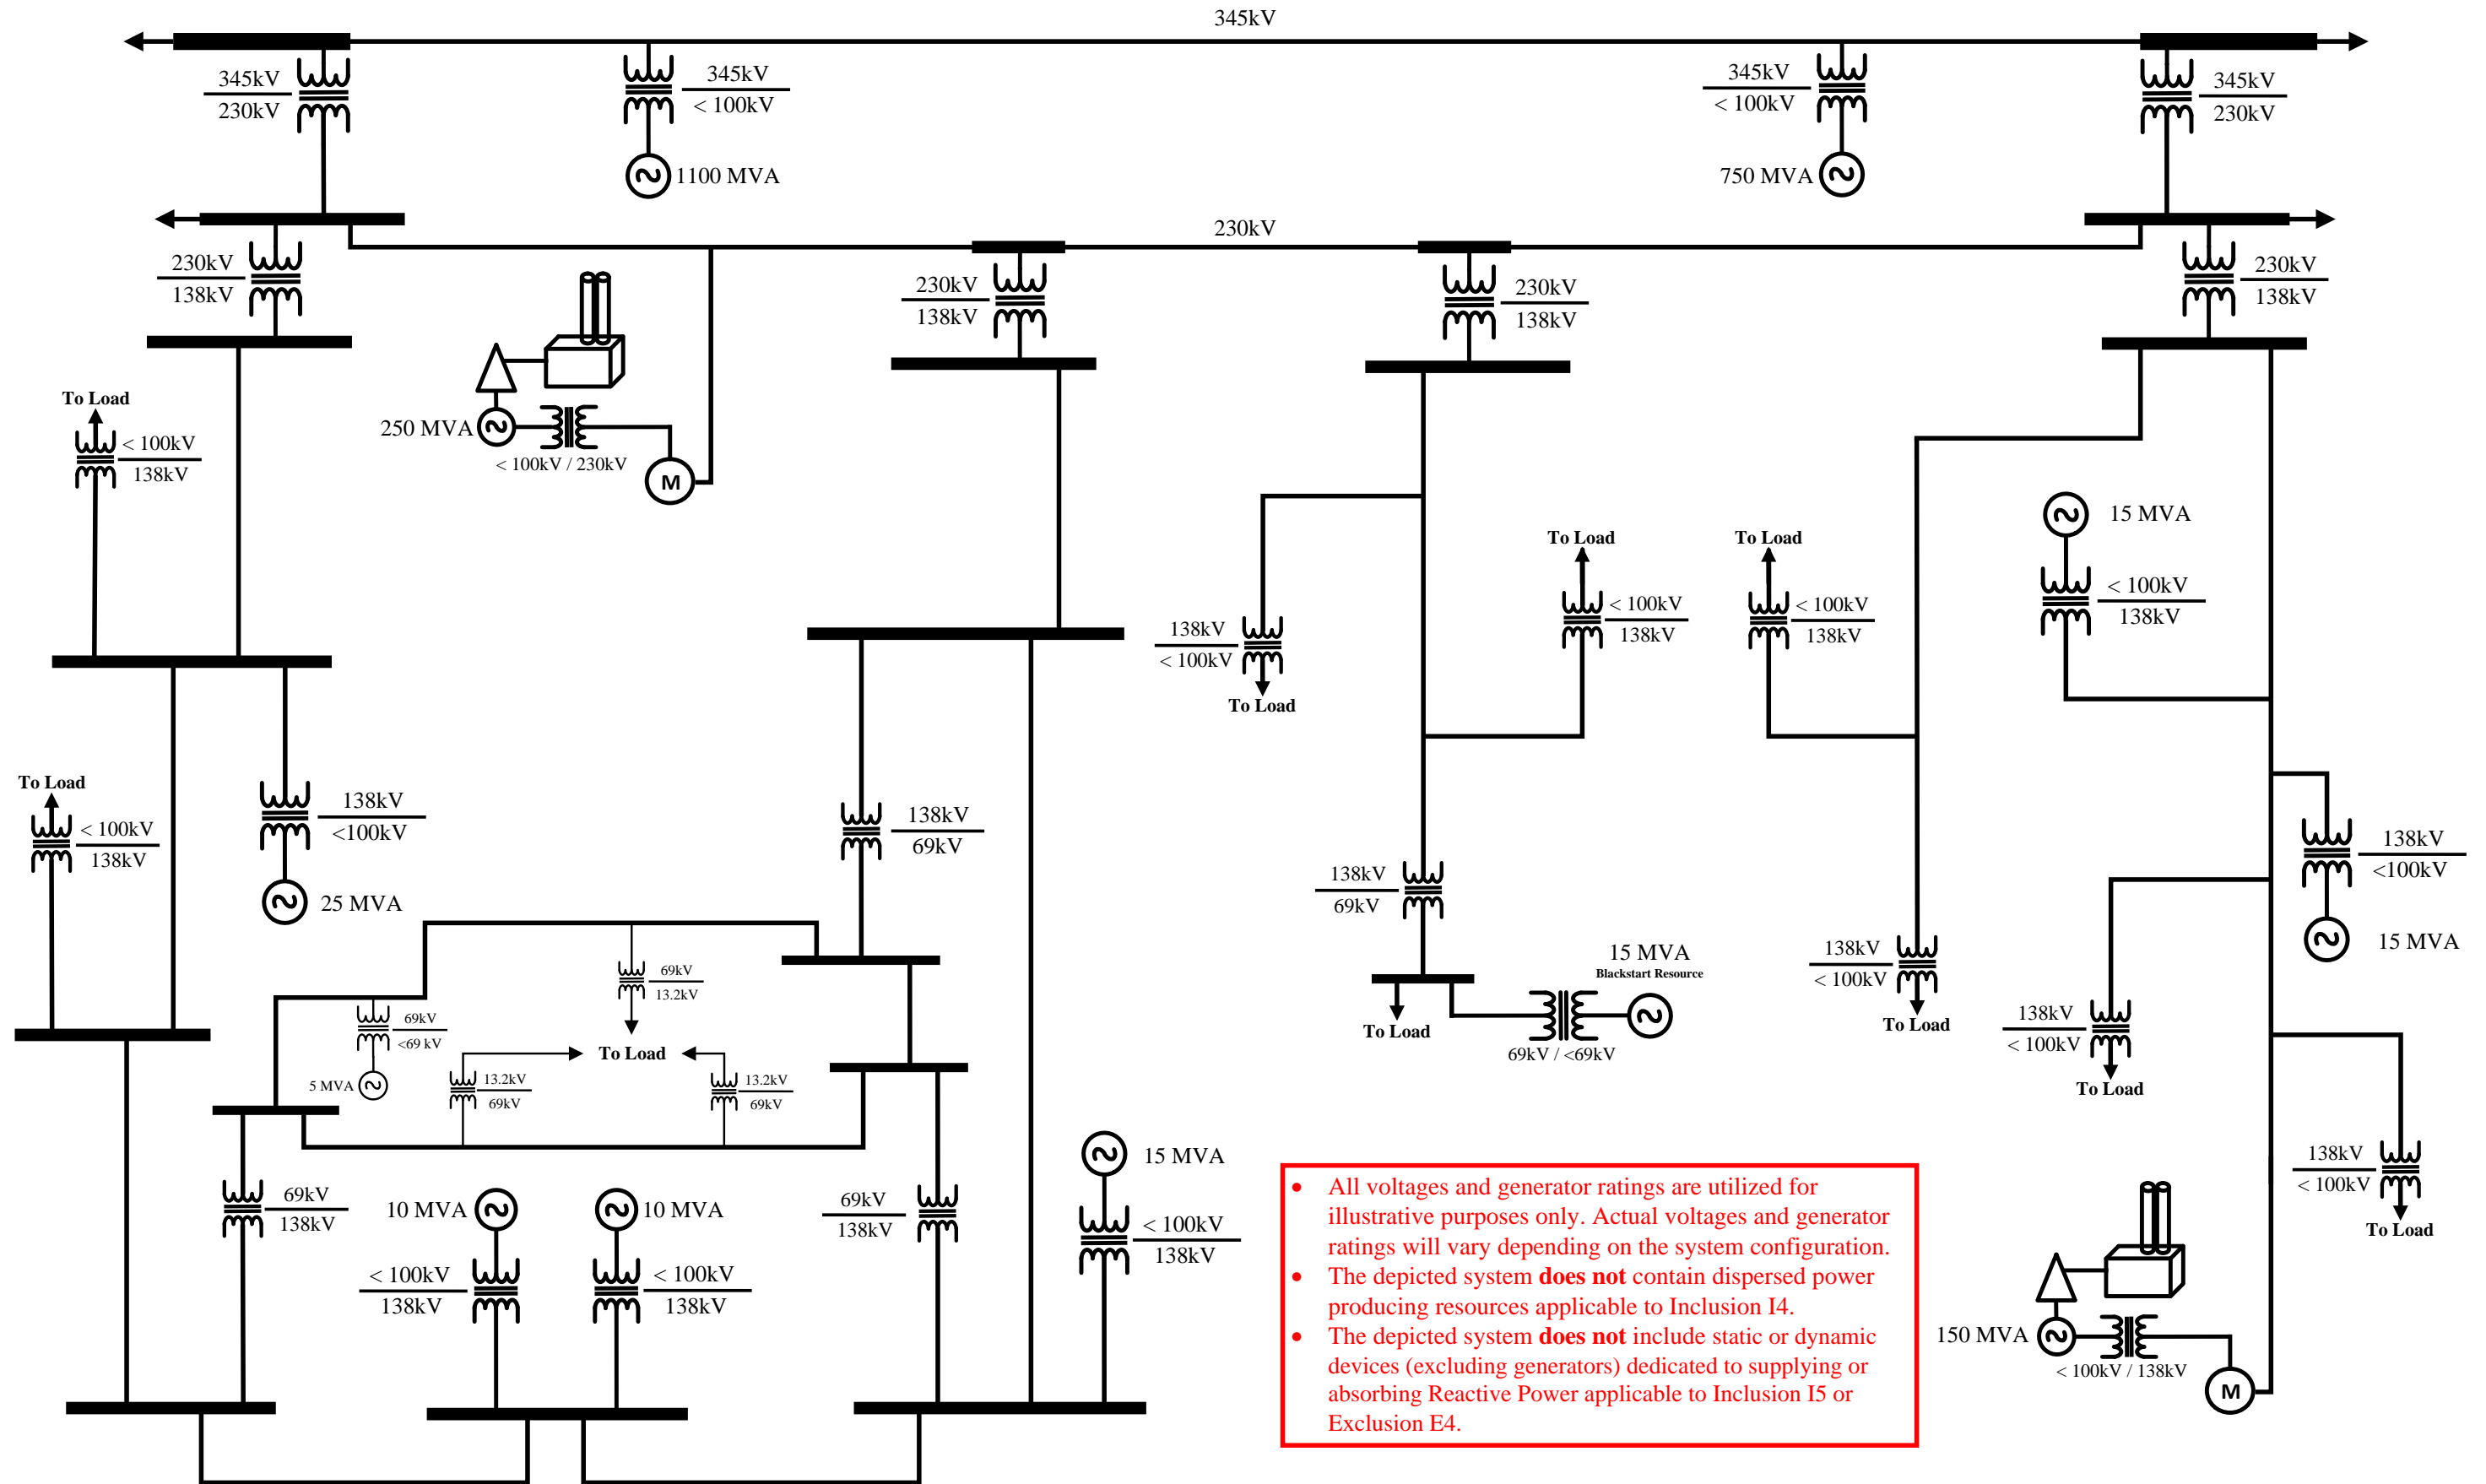 345kV
345kV
230kV
345kV
< 100kV
1100 MVA
345kV
< 100kV
750 MVA
345kV
230kV
230kV
230kV
138kV
230kV
138kV
230kV
138kV
230kV
138kV
250 MVA
< 100kV / 230kV
M
To Load
< 100kV
138kV
To Load
< 100kV
138kV
138kV
<100kV
25 MVA
138kV
69kV
69kV
13.2kV
69kV
<69 kV
5 MVA
To Load
13.2kV
69kV
13.2kV
69kV
69kV
138kV
10 MVA
< 100kV
138kV
10 MVA
< 100kV
138kV
69kV
138kV
15 MVA
< 100kV
138kV
138kV
< 100kV
To Load
To Load
< 100kV
138kV
138kV
69kV
To Load
15 MVA
Blackstart Resource
69kV / <69kV
To Load
< 100kV
138kV
138kV
< 100kV
To Load
15 MVA
< 100kV
138kV
138kV
<100kV
15 MVA
138kV
< 100kV
To Load
138kV
< 100kV
To Load
150 MVA
< 100kV / 138kV
M
• All voltages and generator ratings are utilized for
illustrative purposes only. Actual voltages and generator
ratings will vary depending on the system configuration.
• The depicted system does not contain dispersed power
producing resources applicable to Inclusion I4.
• The depicted system does not include static or dynamic
devices (excluding generators) dedicated to supplying or
absorbing Reactive Power applicable to Inclusion I5 or
Exclusion E4.